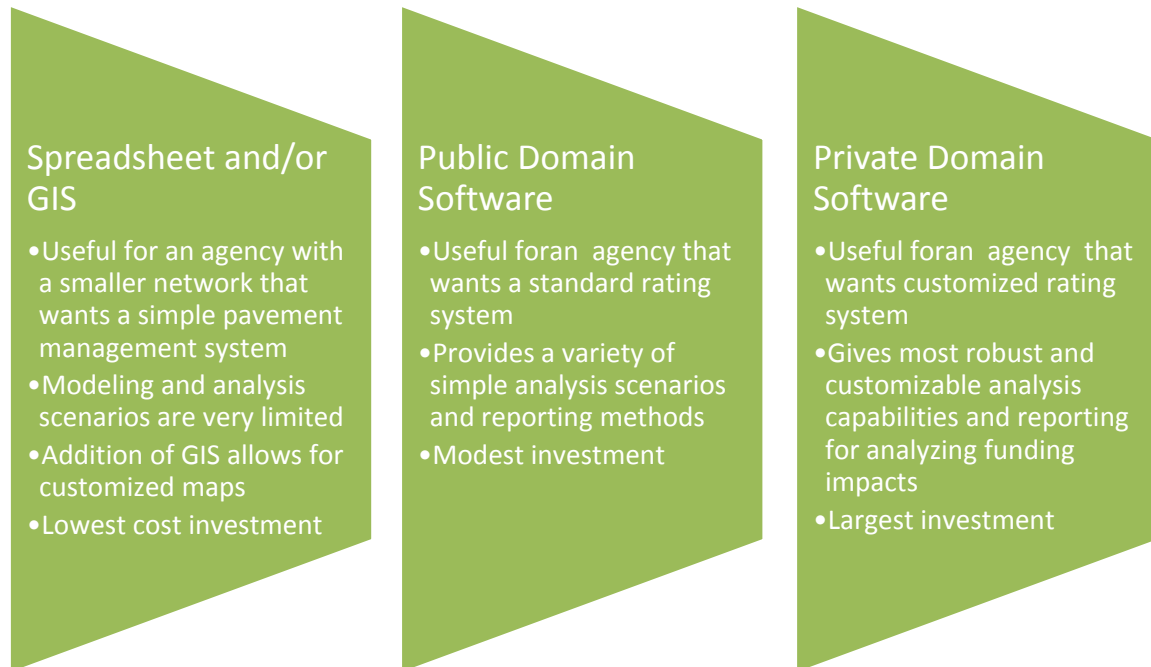 Spreadsheet and/or
GIS
•Useful for an agency with
a smaller network that
wants a simple pavement
management system
•Modeling and analysis
scenarios are very limited
•Addition of GIS allows for
customized maps
•Lowest cost investment
Public Domain
Software
•Useful foran  agency that
wants a standard rating
system
•Provides a variety of
simple analysis scenarios
and reporting methods
•Modest investment
Private Domain
Software
•Useful foran  agency  that
wants customized rating
system
•Gives most robust and
customizable analysis
capabilities and reporting
for analyzing funding
impacts
•Largest investment